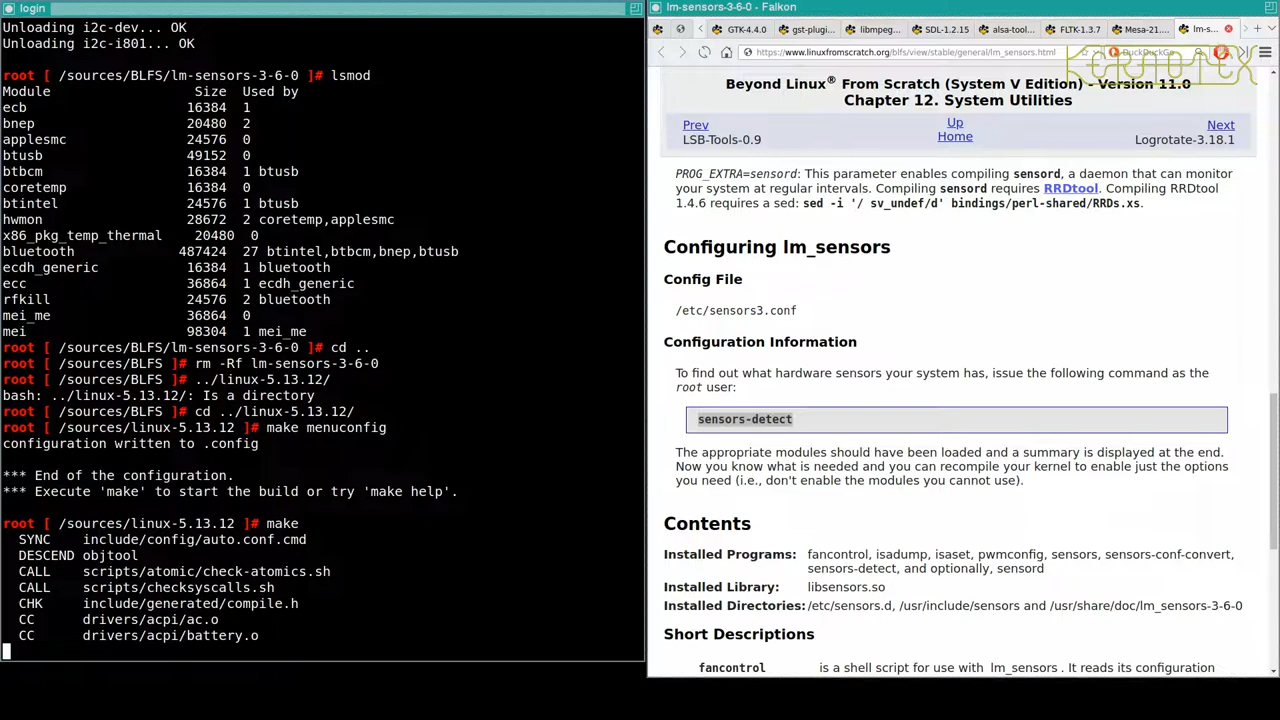 login
Unloading i2c-dev... OK
Unloading i2c-i801... OK
root [ /sources/BLFS/lm-sensors-3-6-0 ]# lsmod
Module                  Size  Used by
ecb                    16384  1
bnep                   20480  2
applesmc               24576  0
btusb                  49152  0
btbcm                  16384  1 btusb
coretemp               16384  0
btintel                24576  1 btusb
hwmon                  28672  2 coretemp,applesmc
x86_pkg_temp_thermal    20480  0
bluetooth             487424  27 btintel,btbcm,bnep,btusb
ecdh_generic           16384  1 bluetooth
ecc                    36864  1 ecdh_generic
rfkill                 24576  2 bluetooth
mei_me                 36864  0
mei                    98304  1 mei_me
root [ /sources/BLFS/lm-sensors-3-6-0 ]# cd ..
root [ /sources/BLFS ]# rm -Rf lm-sensors-3-6-0
root [ /sources/BLFS ]# ../linux-5.13.12/
bash: ../linux-5.13.12/: Is a directory
root [ /sources/BLFS ]# cd ../linux-5.13.12/
root [ /sources/linux-5.13.12 ]# make menuconfig
configuration written to .config
*** End of the configuration.
*** Execute 'make' to start the build or try 'make help'.
root [ /sources/linux-5.13.12 ]# make
SYNC    include/config/auto.conf.cmd
DESCEND objtool
CALL    scripts/atomic/check-atomics.sh
CALL    scripts/checksyscalls.sh
CHK     include/generated/compile.h
CC      drivers/acpi/ac.o
CC      drivers/acpi/battery.o
lm-sensors-3-6-0 - Falkon
GTK-4.4.0 gst-plugi... libmpeg... SDL-1.2.15 alsa-tool... FLTK-1.3.7 Mesa-21.... lm-s...
https://www.linuxfromscratch.org/blfs/view/stable/general/lm_sensors.html DuckDuckGo
KERNOTEX
Beyond Linux® From Scratch (System V Edition) - Version 11.0
Chapter 12. System Utilities
Prev Up Next
LSB-Tools-0.9 Home Logrotate-3.18.1
PROG_EXTRA=sensord: This parameter enables compiling sensord, a daemon that can monitor
your system at regular intervals. Compiling sensord requires RRDtool. Compiling RRDtool
1.4.6 requires a sed: sed -i '/ sv_undef/d' bindings/perl-shared/RRDs.xs.
Configuring lm_sensors
Config File
/etc/sensors3.conf
Configuration Information
To find out what hardware sensors your system has, issue the following command as the
root user:
sensors-detect
The appropriate modules should have been loaded and a summary is displayed at the end.
Now you know what is needed and you can recompile your kernel to enable just the options
you need (i.e., don't enable the modules you cannot use).
Contents
Installed Programs: fancontrol, isadump, isaset, pwmconfig, sensors, sensors-conf-convert,
sensors-detect, and optionally, sensord
Installed Library: libsensors.so
Installed Directories: /etc/sensors.d, /usr/include/sensors and /usr/share/doc/lm_sensors-3-6-0
Short Descriptions
fancontrol is a shell script for use with lm_sensors. It reads its configuration